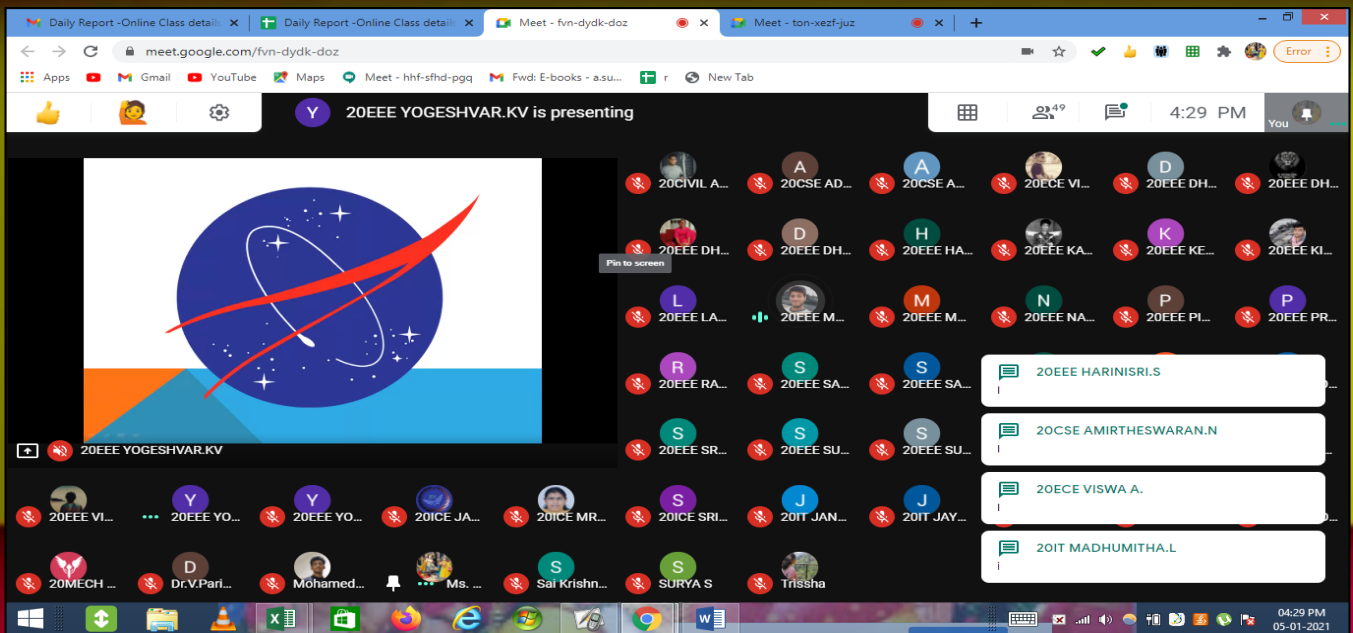 Daily Report -Online Class details
Daily Report -Online Class details
Meet - fvn-dydk-doz
Meet - ton-xezf-juz
meet.google.com/fvn-dydk-doz
Error
Apps
Gmail
YouTube
Maps
Meet - hhf-sfhd-pgq
Fwd: E-books - a.su...
r
New Tab
Y
20EEE YOGESHVAR.KV is presenting
49
4:29 PM
You
20CIVIL A...
A
20CSE AD...
A
20CSE A...
20ECE VI...
D
20EEE DH...
20EEE DH...
20EEE DH...
D
20EEE DH...
H
20EEE HA...
20EEE KA...
K
20EEE KE...
20EEE KI...
Pin to screen
L
20EEE LA...
20EEE M...
M
20EEE M...
N
20EEE NA...
P
20EEE PI...
P
20EEE PR...
R
20EEE RA...
S
20EEE SA...
S
20EEE SA...
20EEE HARINISRI.S
I
20CSE AMIRTHESWARAN.N
I
20ECE VISWA A.
I
20IT MADHUMITHA.L
i
S
20EEE SR...
S
20EEE SU...
S
20EEE SU...
20EEE YOGESHVAR.KV
20EEE VI...
Y
20EEE YO...
Y
20EEE YO...
20ICE JA...
20ICE MR...
S
20ICE SRI...
J
20IT JAN...
J
20IT JAY...
20MECH ...
D
Dr.V.Pari...
Mohamed...
Ms. ...
S
Sai Krishn...
S
SURYA S
Trissha
04:29 PM
05-01-2021